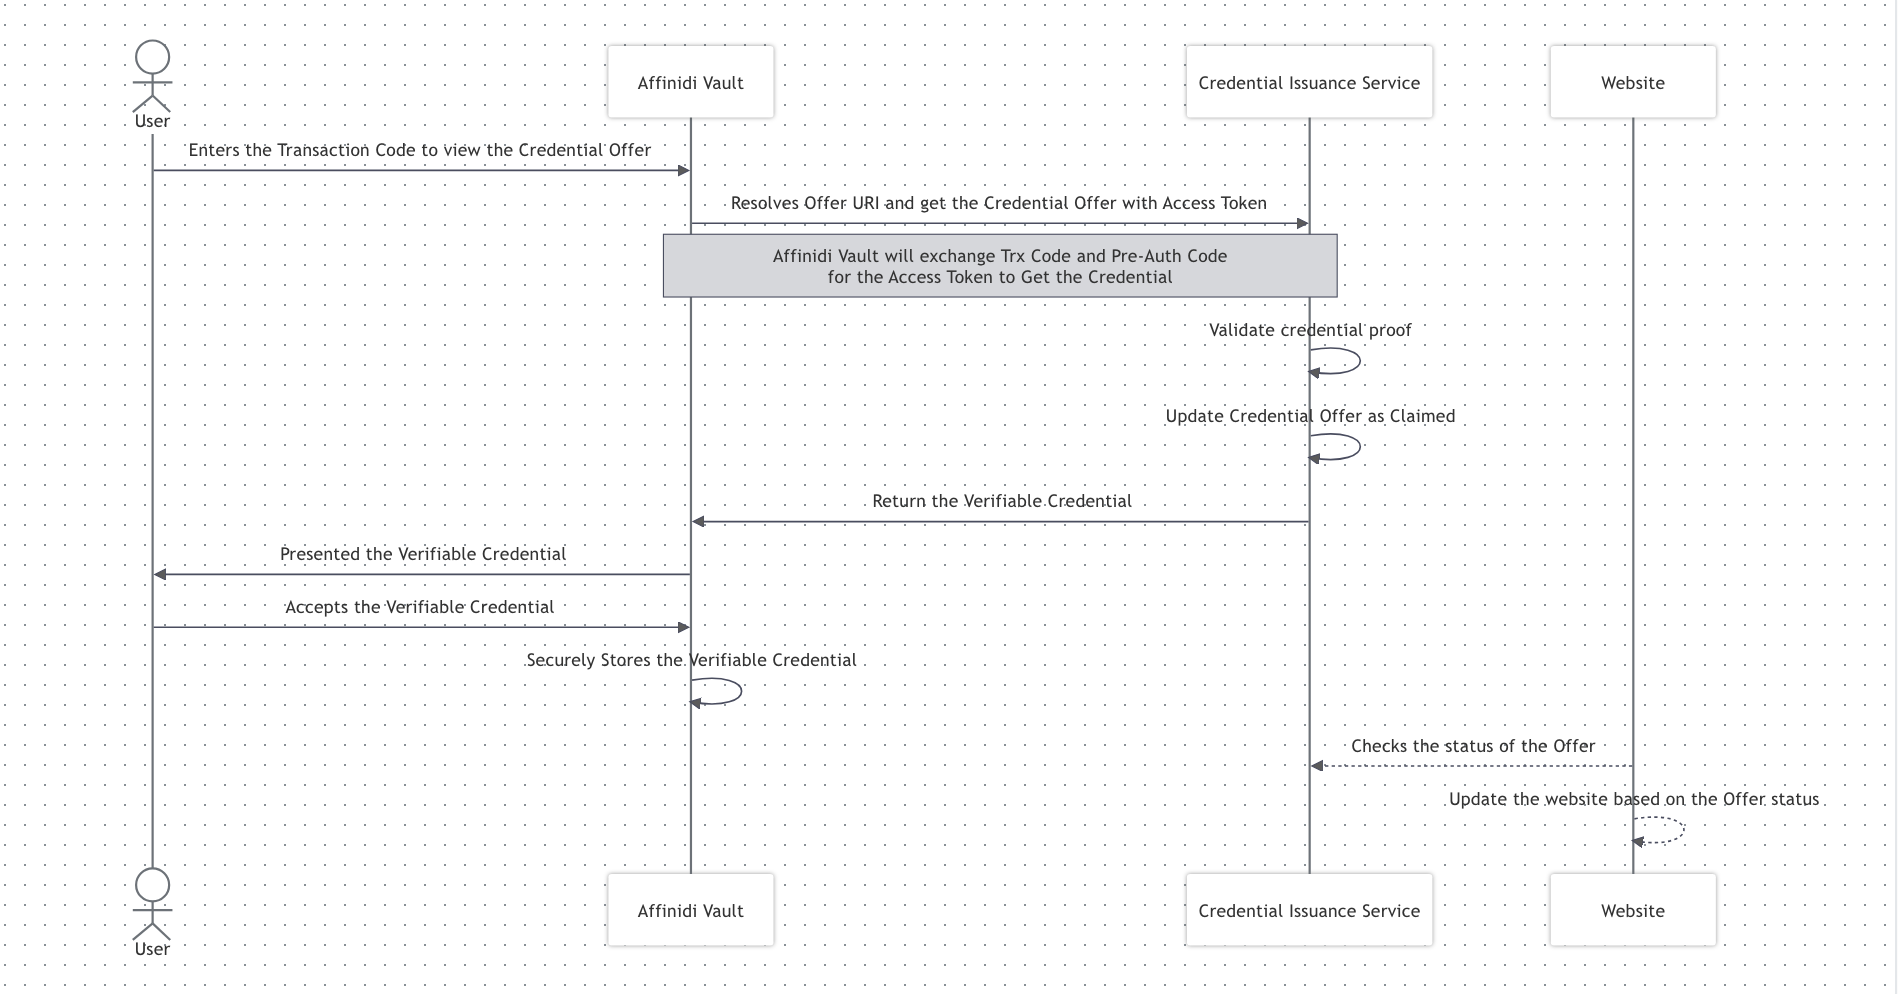 User
Affinidi Vault
Credential Issuance Service
Website
Enters the Transaction Code to view the Credential Offer
Resolves Offer URI and get the Credential Offer with Access Token
Affinidi Vault will exchange Trx Code and Pre-Auth Code
for the Access Token to Get the Credential
Validate credential proof
Update Credential Offer as Claimed
Return the Verifiable Credential
Presented the Verifiable Credential
Accepts the Verifiable Credential
Securely Stores the Verifiable Credential
Checks the status of the Offer
Update the website based on the Offer status
User
Affinidi Vault
Credential Issuance Service
Website